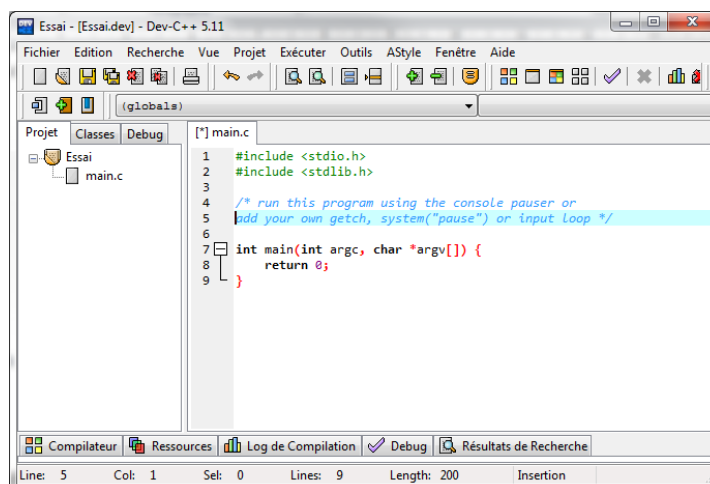 Essai - [Essai.dev] - Dev-C++ 5.11
Fichier Edition Recherche Vue Projet Exécuter Outils AStyle Fenêtre Aide
(globals)
Projet Classes Debug
[*] main.c
Essai
main.c
1 #include <stdio.h>
2 #include <stdlib.h>
3
4 /* run this program using the console pauser or
5 add your own getch, system("pause") or input loop */
6
7 int main(int argc, char *argv[]) {
8 return 0;
9 }
Compilateur Ressources Log de Compilation Debug Résultats de Recherche
Line: 5 Col: 1 Sel: 0 Lines: 9 Length: 200 Insertion